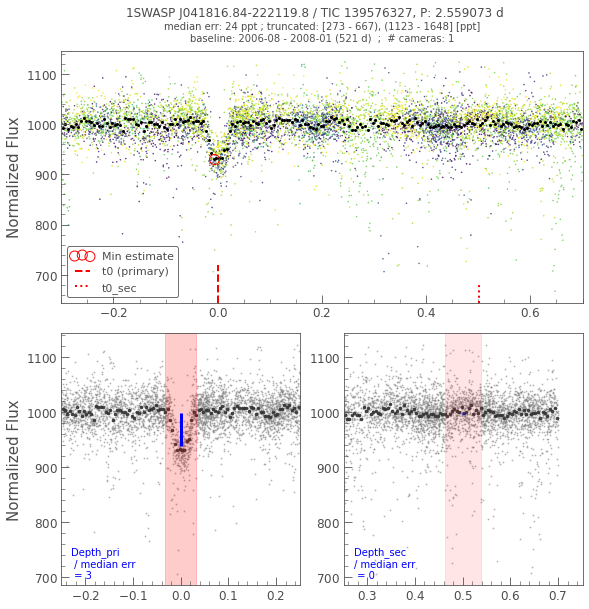 1SWASP J041816.84-222119.8 / TIC 139576327, P: 2.559073 d
median err: 24 ppt ; truncated: [273 - 667), (1123 - 1648] [ppt]
baseline: 2006-08 - 2008-01 (521 d)  ;  # cameras: 1
Normalized Flux
1100
1000
900
800
700
Min estimate
t0 (primary)
t0_sec
−0.2 0.0 0.2 0.4 0.6
Normalized Flux
1100
1000
900
800
700
Depth_pri
/ median err
= 3
−0.2 −0.1 0.0 0.1 0.2
1100
1000
900
800
700
Depth_sec
/ median err
= 0
0.3 0.4 0.5 0.6 0.7